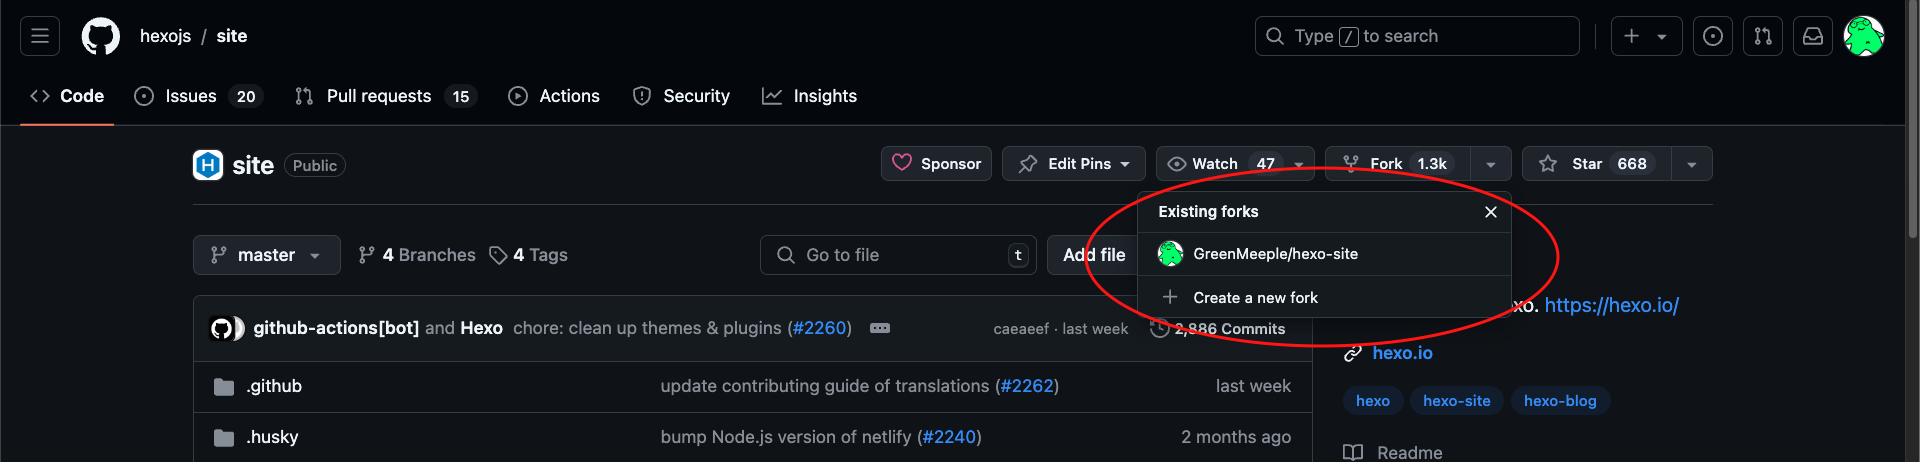 hexojs / site
Type / to search
Code
Issues 20
Pull requests 15
Actions
Security
Insights
site Public
Sponsor
Edit Pins
Watch 47
Fork 1.3k
Star 668
Existing forks
GreenMeeple/hexo-site
Create a new fork
master
4 Branches
4 Tags
Go to file t
Add file
xo. https://hexo.io/
github-actions[bot] and Hexo chore: clean up themes & plugins (#2260)
caeaeef · last week
2,886 Commits
hexo.io
.github
update contributing guide of translations (#2262)
last week
hexo hexo-site hexo-blog
.husky
bump Node.js version of netlify (#2240)
2 months ago
Readme